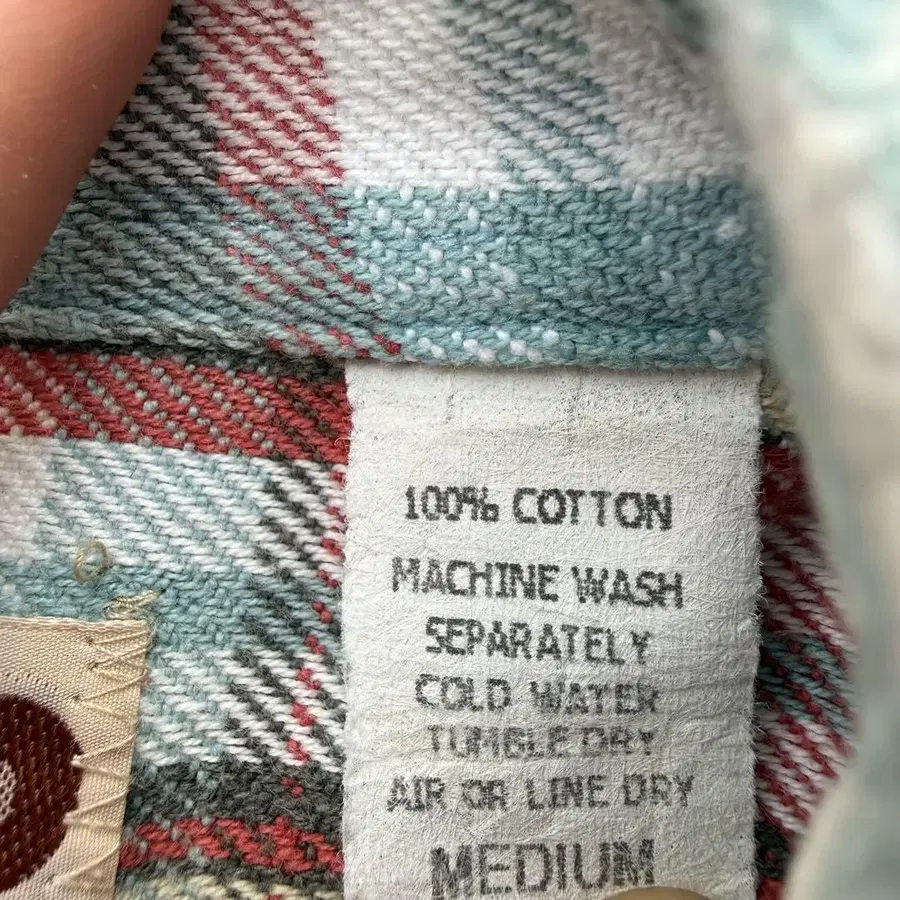 100% COTTON
MACHINE WASH
SEPARATELY
COLD WATER
TUMBLE DRY
AIR OR LINE DRY
MEDIUM